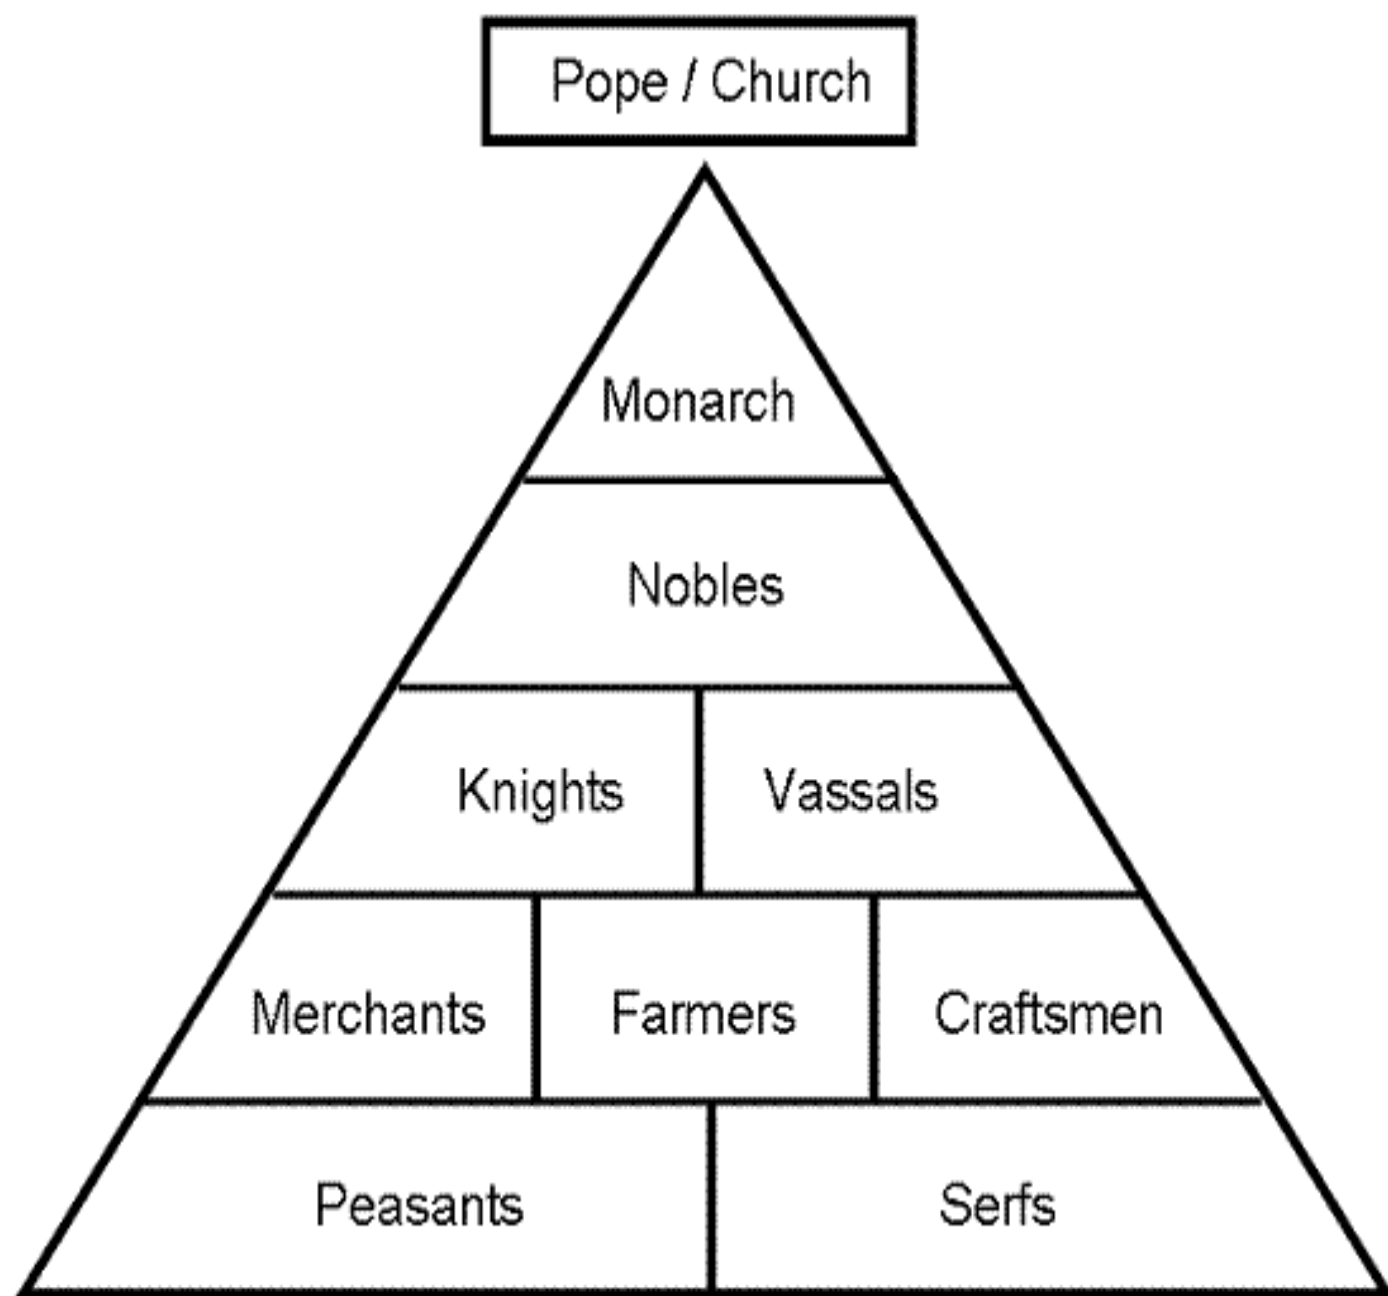 Pope / Church
Monarch
Nobles
Knights Vassals
Merchants Farmers Craftsmen
Peasants Serfs